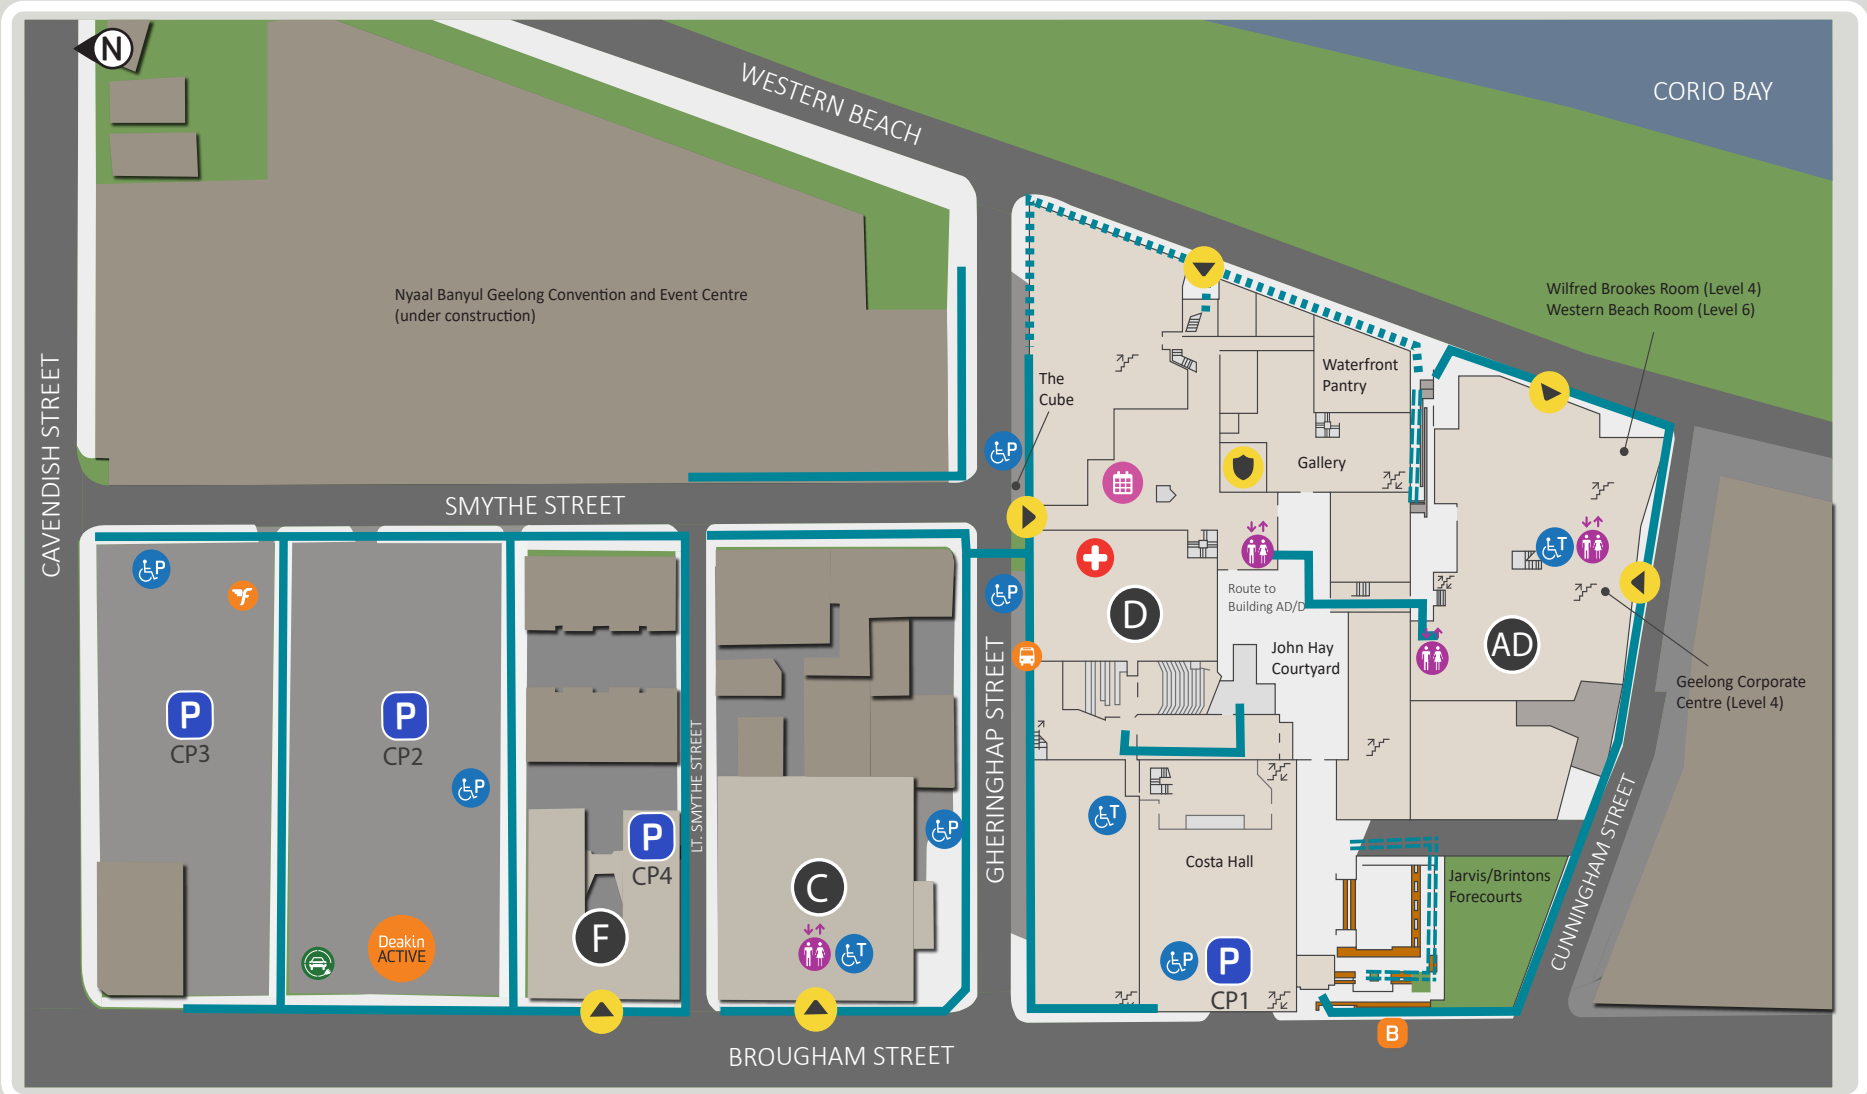 N
WESTERN BEACH
CORIO BAY
Nyaal Banyul Geelong Convention and Event Centre
(under construction)
Wilfred Brookes Room (Level 4)
Western Beach Room (Level 6)
CAVENDISH STREET
The
Cube
Waterfront
Pantry
P
Gallery
SMYTHE STREET
P
T
P
D
Route to
Building AD/D
AD
John Hay
Courtyard
Geelong Corporate
Centre (Level 4)
P
CP3
P
CP2
P
LT. SMYTHE STREET
GHERINGHAP STREET
P
CP4
P
T
Costa Hall
Jarvis/Brintons
Forecourts
CUNNINGHAM STREET
C
F
Deakin
ACTIVE
T
P
P
CP1
B
BROUGHAM STREET